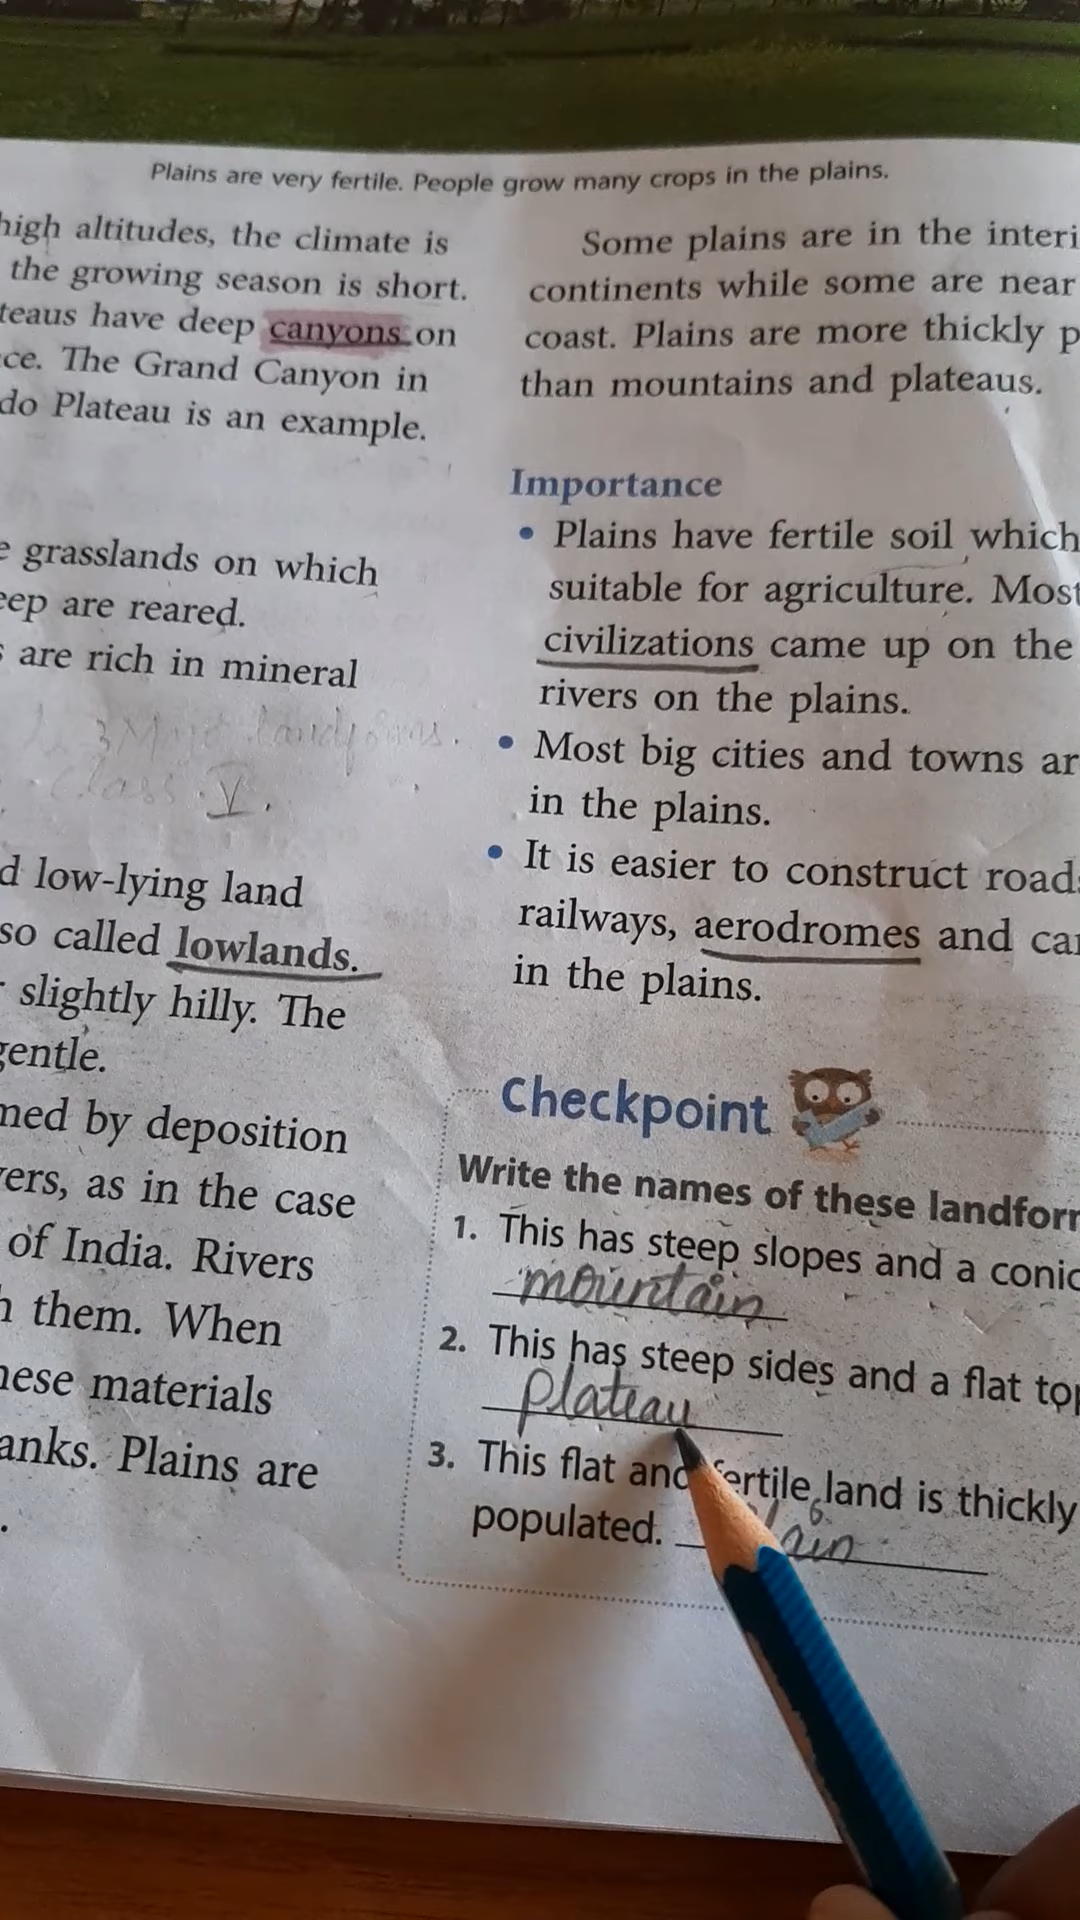 Plains are very fertile. People grow many crops in the plains.
high altitudes, the climate is
the growing season is short.
teaus have deep canyons on
ce. The Grand Canyon in
do Plateau is an example.
e grasslands on which
eep are reared.
s are rich in mineral
3 Major landforms.
Class V.
d low-lying land
so called lowlands.
r slightly hilly. The
gentle.
med by deposition
vers, as in the case
of India. Rivers
h them. When
hese materials
anks. Plains are
Some plains are in the interi
continents while some are near
coast. Plains are more thickly p
than mountains and plateaus.
Importance
• Plains have fertile soil which
suitable for agriculture. Most
civilizations came up on the
rivers on the plains.
• Most big cities and towns ar
in the plains.
• It is easier to construct road
railways, aerodromes and ca
in the plains.
Checkpoint
Write the names of these landfor
1. This has steep slopes and a conic
mountain
2. This has steep sides and a flat top
plateau
3. This flat and fertile land is thickly
populated. plain